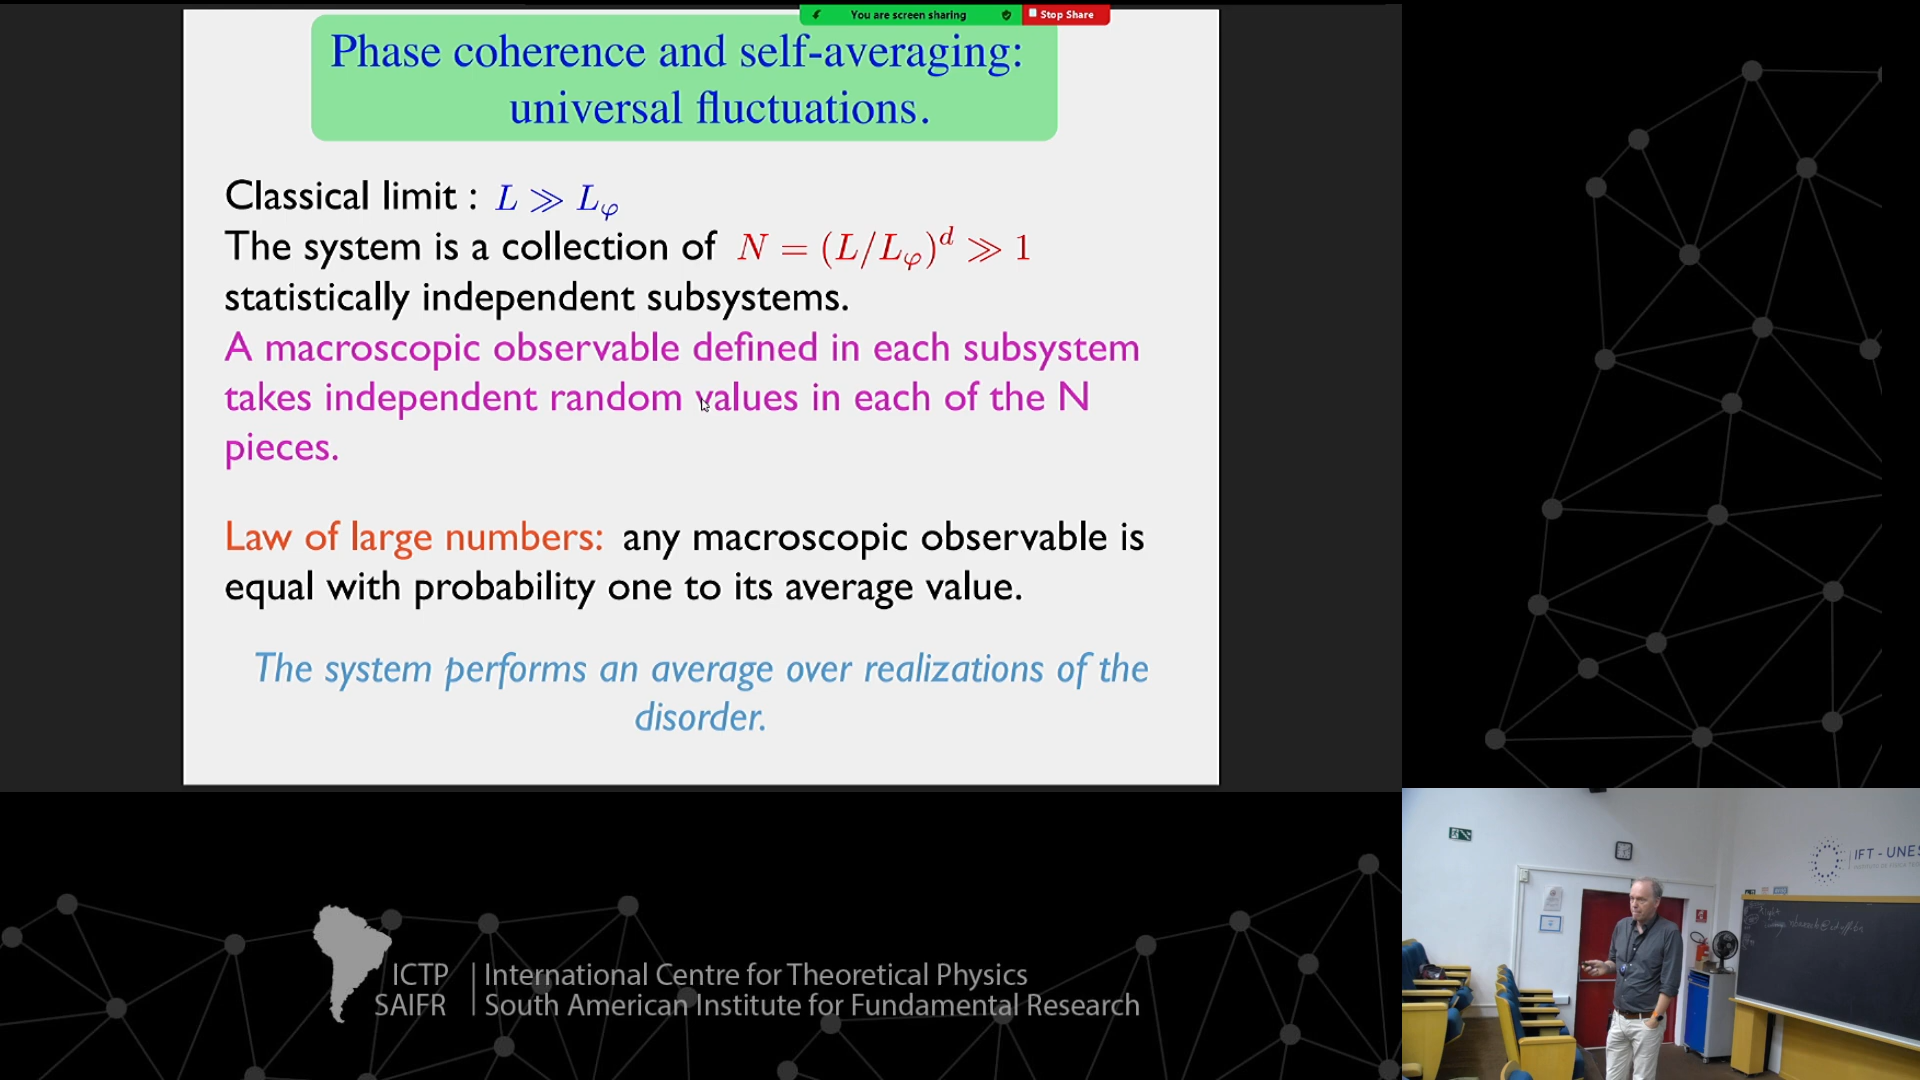 You are screen sharing
Stop Share
Phase coherence and self-averaging:
universal fluctuations.
Classical limit : L ≫ Lφ
The system is a collection of N = (L/Lφ)^d ≫ 1
statistically independent subsystems.
A macroscopic observable defined in each subsystem
takes independent random values in each of the N
pieces.
Law of large numbers: any macroscopic observable is
equal with probability one to its average value.
The system performs an average over realizations of the
disorder.
IFT - UNES
ICTP | International Centre for Theoretical Physics
SAIFR | South American Institute for Fundamental Research